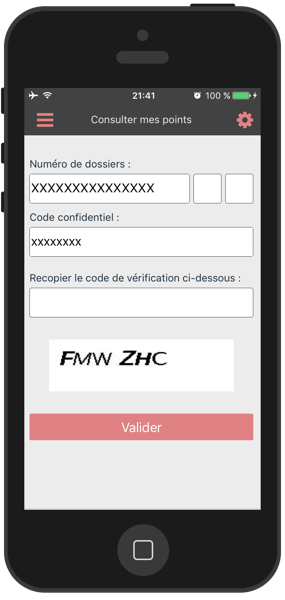 21:41 100 %
Consulter mes points
Numéro de dossiers :
XXXXXXXXXXXXXXX
Code confidentiel :
xxxxxxxx
Recopier le code de vérification ci-dessous :
FMW ZHC
Valider